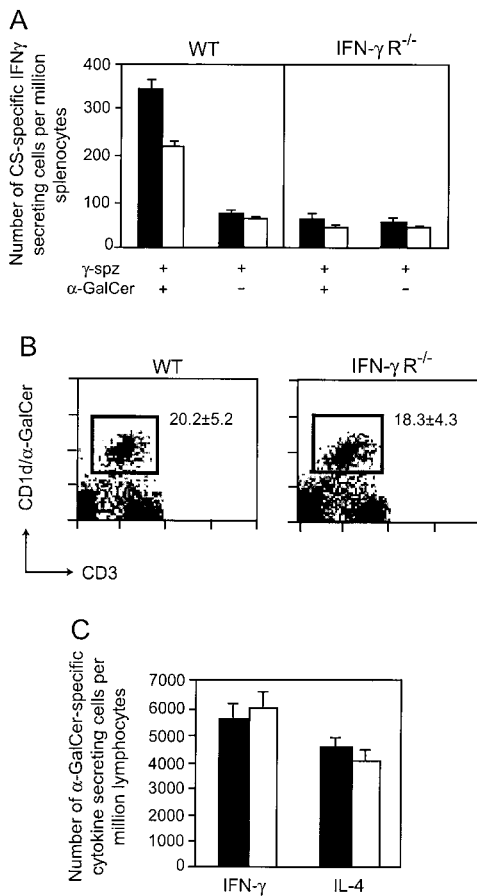 A
WT
IFN-γ R-/-
Number of CS-specific IFNγ
secreting cells per million
splenocytes
400
300
200
100
0
γ-spz + + + +
α-GalCer + - + -
B
WT
IFN-γ R-/-
CD1d/α-GalCer
20.2±5.2
18.3±4.3
CD3
C
Number of α-GalCer-specific
cytokine secreting cells per
million lymphocytes
7000
6000
5000
4000
3000
2000
1000
0
IFN-γ
IL-4